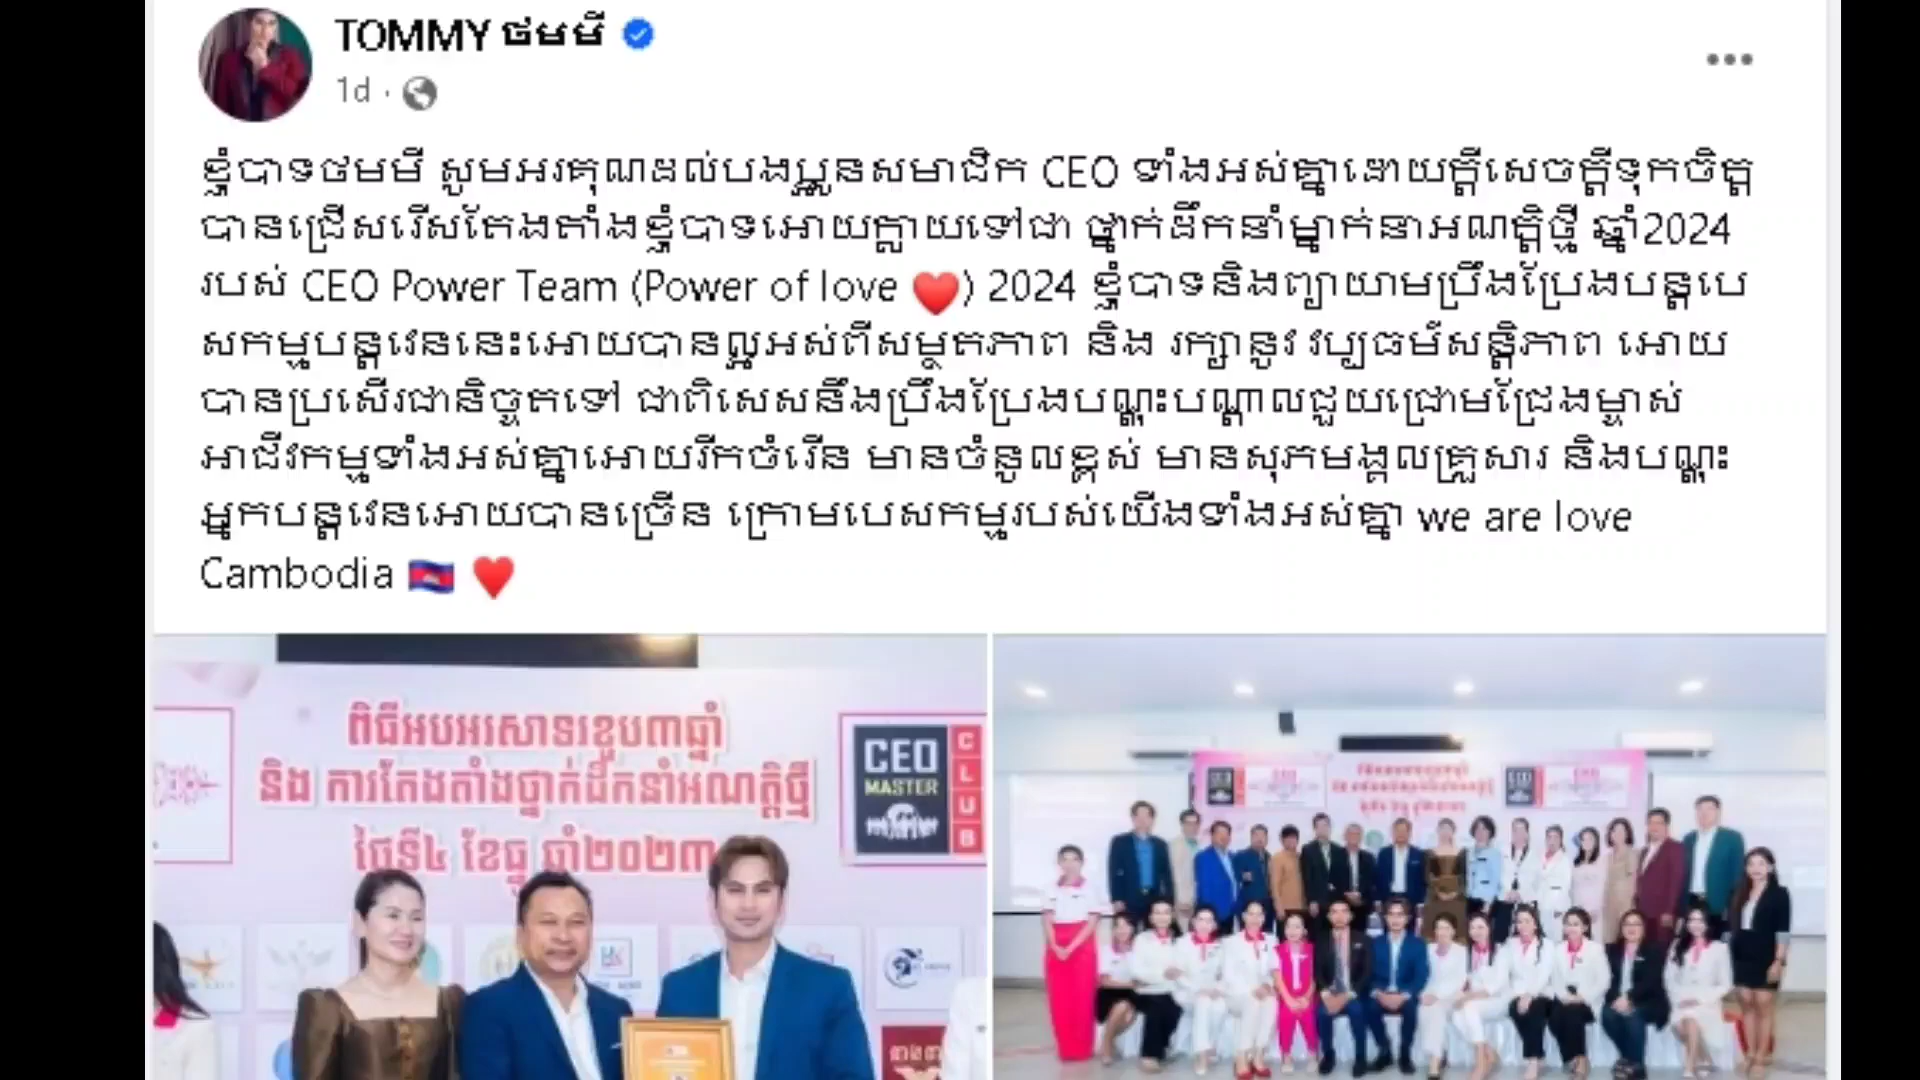 TOMMY ថមមី
1d ·
ខ្ញុំបាទថមមី សូមអរគុណដល់បងប្អូនសមាជិក CEO ទាំងអស់គ្នាដោយក្តីសេចក្តីទុកចិត្ត
បានជ្រើសរើសតែងតាំងខ្ញុំបាទអោយក្លាយទៅជា ថ្នាក់ដឹកនាំម្នាក់នាអណត្តិថ្មី ឆ្នាំ2024
របស់ CEO Power Team (Power of love ❤️) 2024 ខ្ញុំបាទនិងព្យាយាមប្រឹងប្រែងបន្តបេ
សកម្មបន្តវេននេះអោយបានល្អអស់ពីសម្ថតភាព និង រក្សានូវវប្បធម៌សន្តិភាព អោយ
បានប្រសើរជានិច្ចតទៅ ជាពិសេសនឹងប្រឹងប្រែងបណ្ដុះបណ្ដាលជួយជ្រោមជ្រែងម្ចាស់
អាជីវកម្មទាំងអស់គ្នាអោយរីកចំរើន មានចំនូលខ្ពស់ មានសុភមង្គលគ្រួសារ និងបណ្ដុះ
អ្នកបន្តវេនអោយបានច្រើន ក្រោមបេសកម្មរបស់យើងទាំងអស់គ្នា we are love
Cambodia 🇰🇭 ❤️
ពិធីអបអរសាទរខួប៣ឆ្នាំ
និង ការតែងតាំងថ្នាក់ដឹកនាំអណត្តិថ្មី
ថ្ងៃទី៤ ខែធ្នូ ឆ្នាំ២០២៣
CEO
MASTER
CLUB